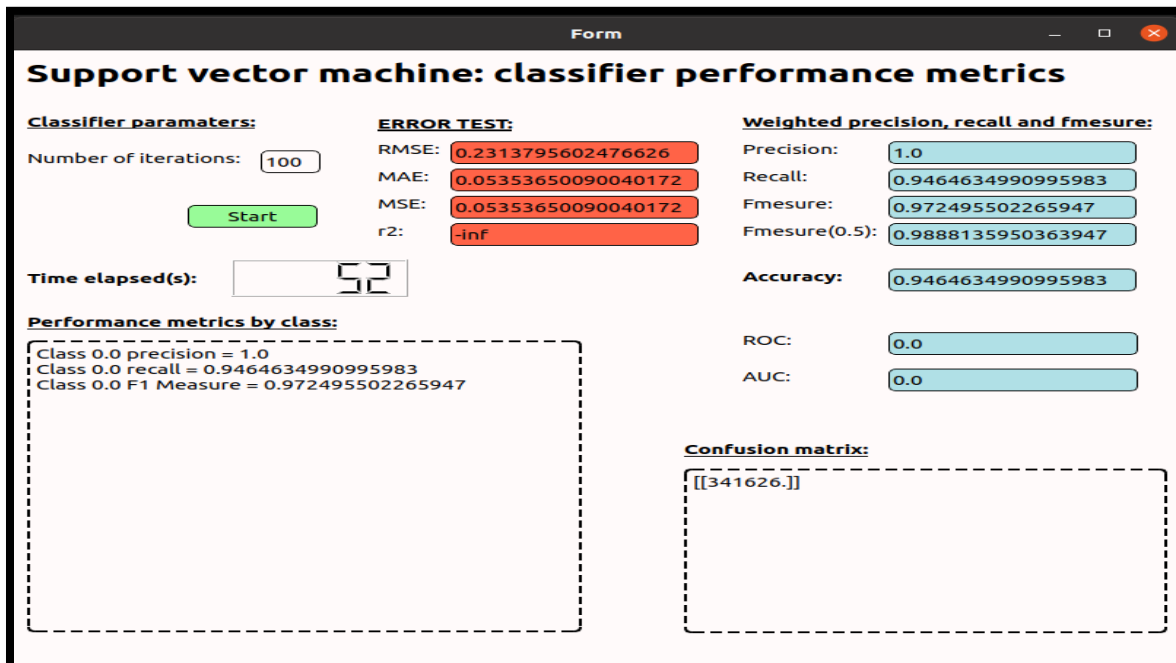 Form
Support vector machine: classifier performance metrics
Classifier paramaters:
Number of iterations: 100
Start
Time elapsed(s): 52
ERROR TEST:
RMSE: 0.2313795602476626
MAE: 0.05353650090040172
MSE: 0.05353650090040172
r2: -inf
Weighted precision, recall and fmesure:
Precision: 1.0
Recall: 0.9464634990995983
Fmesure: 0.972495502265947
Fmesure(0.5): 0.9888135950363947
Accuracy: 0.9464634990995983
ROC: 0.0
AUC: 0.0
Performance metrics by class:
Class 0.0 precision = 1.0
Class 0.0 recall = 0.9464634990995983
Class 0.0 F1 Measure = 0.972495502265947
Confusion matrix:
[[341626.]]